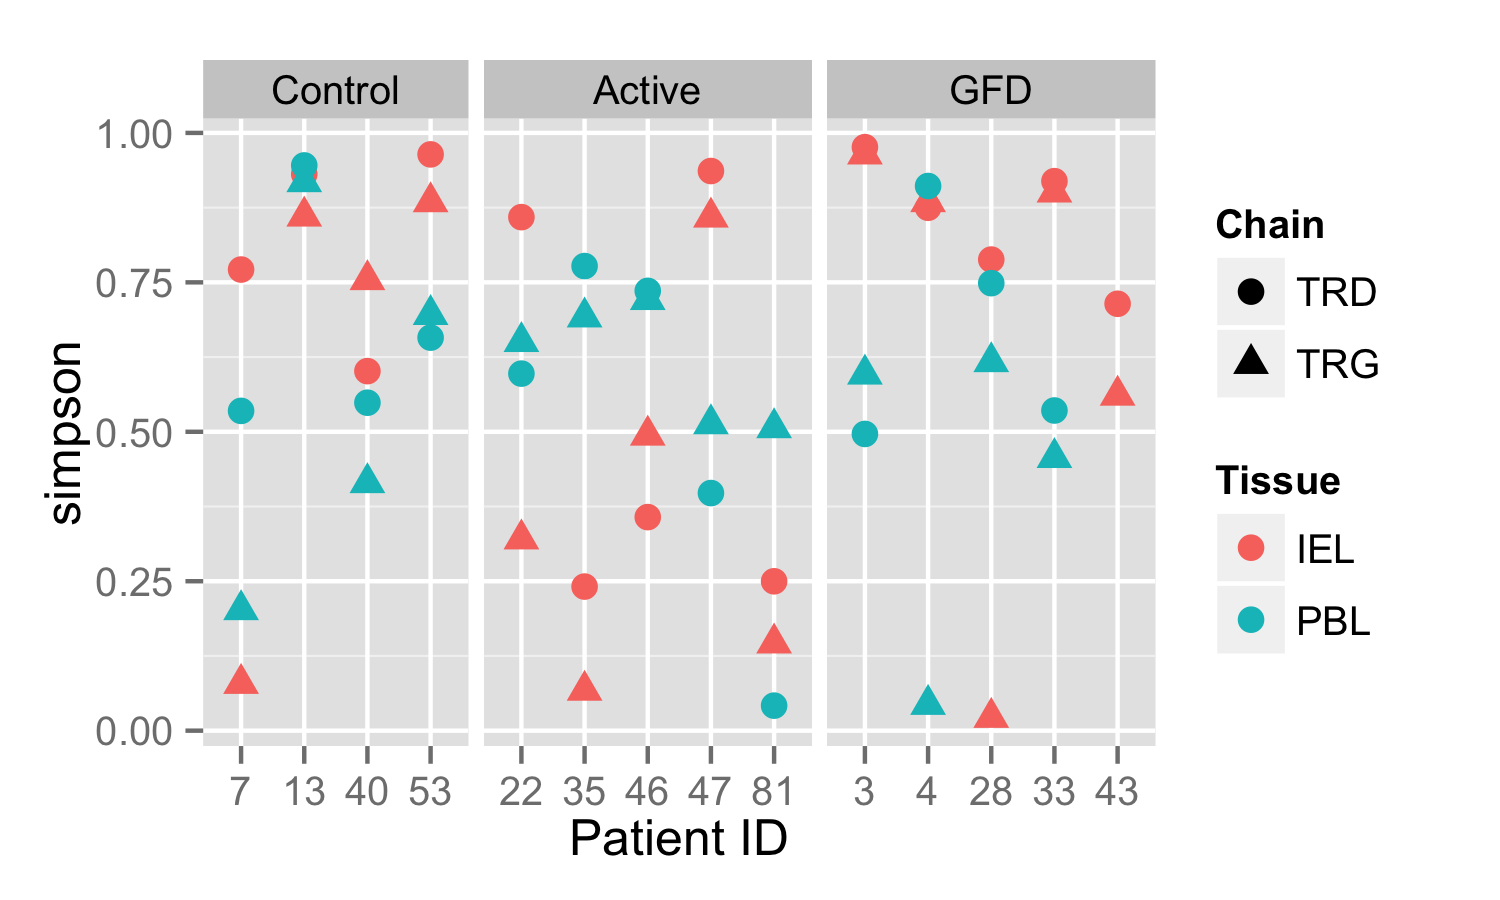 Control Active GFD
1.00
0.75
0.50
0.25
0.00
simpson
7 13 40 53 22 35 46 47 81 3 4 28 33 43
Patient ID
Chain
TRD
TRG
Tissue
IEL
PBL